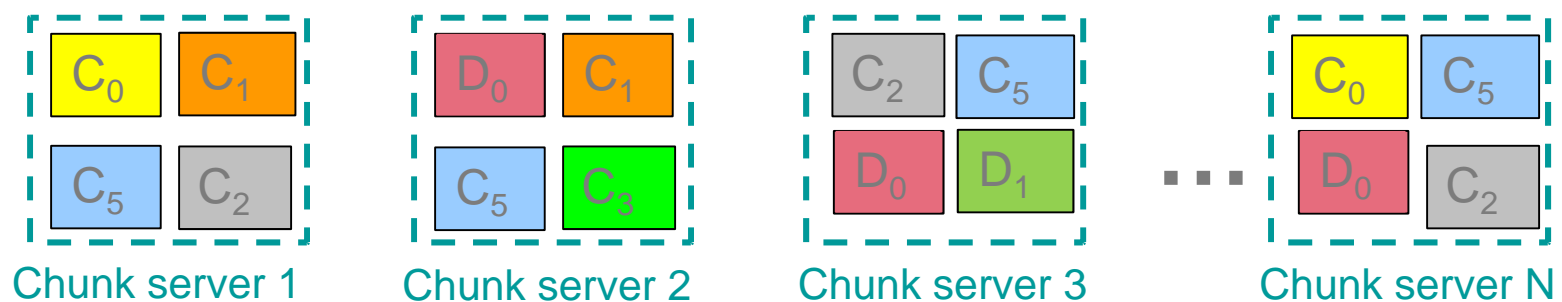 C₀ C₁ D₀ C₁ C₂ C₅ C₀ C₅
C₅ C₂ C₅ C₃ D₀ D₁ ... D₀ C₂
Chunk server 1 Chunk server 2 Chunk server 3 Chunk server N